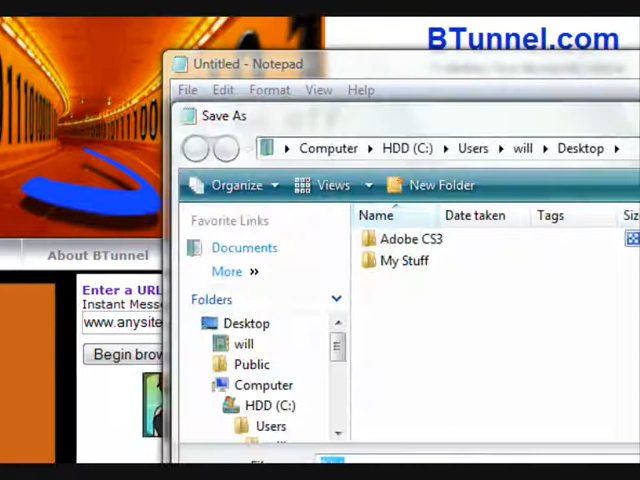 BTunnel.com
Untitled - Notepad
File Edit Format View Help
Save As
Computer HDD (C:) Users will Desktop
Organize Views New Folder
Favorite Links
Name Date taken Tags Siz
Documents
Adobe CS3
More »
My Stuff
Folders
About BTunnel
Desktop
Enter a URL
Instant Mess
will
www.anysite
Public
Begin brow
Computer
HDD (C:)
Users